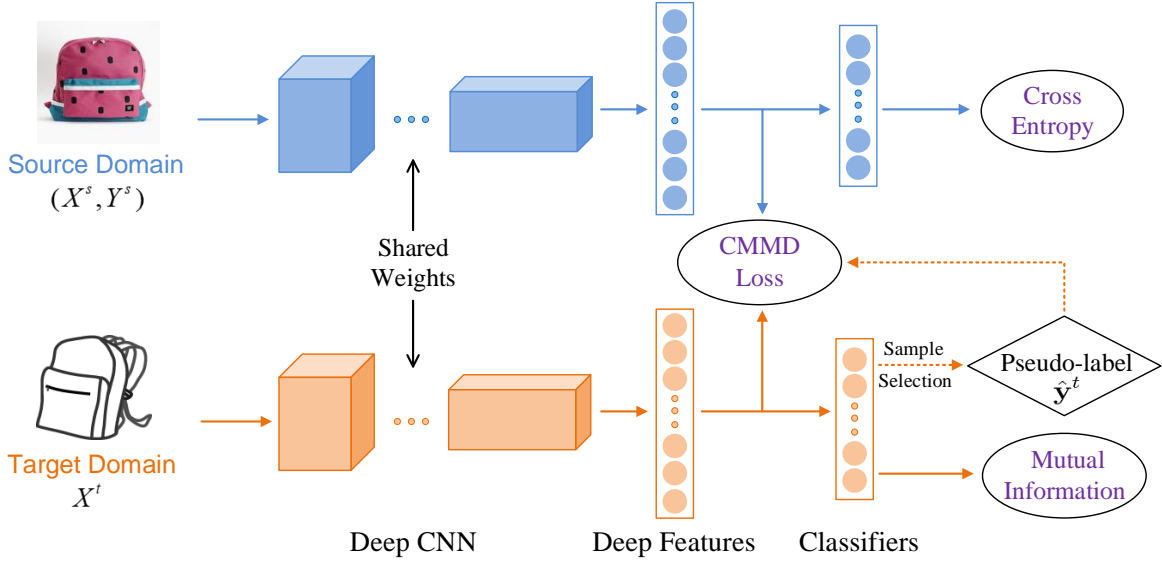 Cross
Entropy
Source Domain
(X^s, Y^s)
Shared
Weights
CMMD
Loss
Sample
Selection
Pseudo-label
ŷ^t
Target Domain
X^t
Mutual
Information
Deep CNN
Deep Features
Classifiers